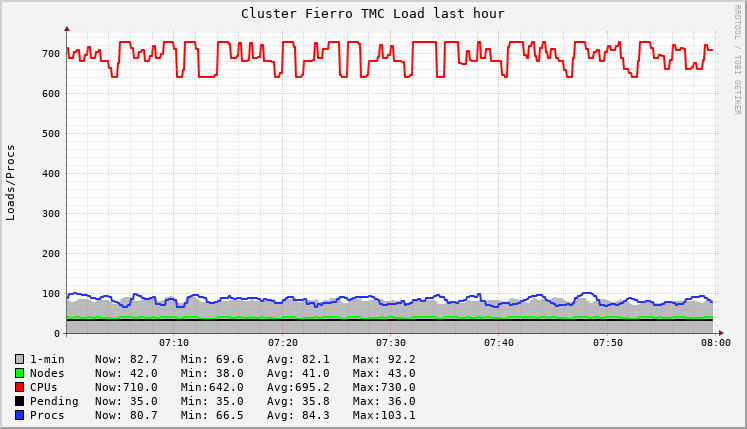 Cluster Fierro TMC Load last hour
RRDTOOL / TOBI OETIKER
Loads/Procs
700
600
500
400
300
200
100
0
07:10 07:20 07:30 07:40 07:50 08:00
1-min Now: 82.7 Min: 69.6 Avg: 82.1 Max: 92.2
Nodes Now: 42.0 Min: 38.0 Avg: 41.0 Max: 43.0
CPUs Now:710.0 Min:642.0 Avg:695.2 Max:730.0
Pending Now: 35.0 Min: 35.0 Avg: 35.8 Max: 36.0
Procs Now: 80.7 Min: 66.5 Avg: 84.3 Max:103.1